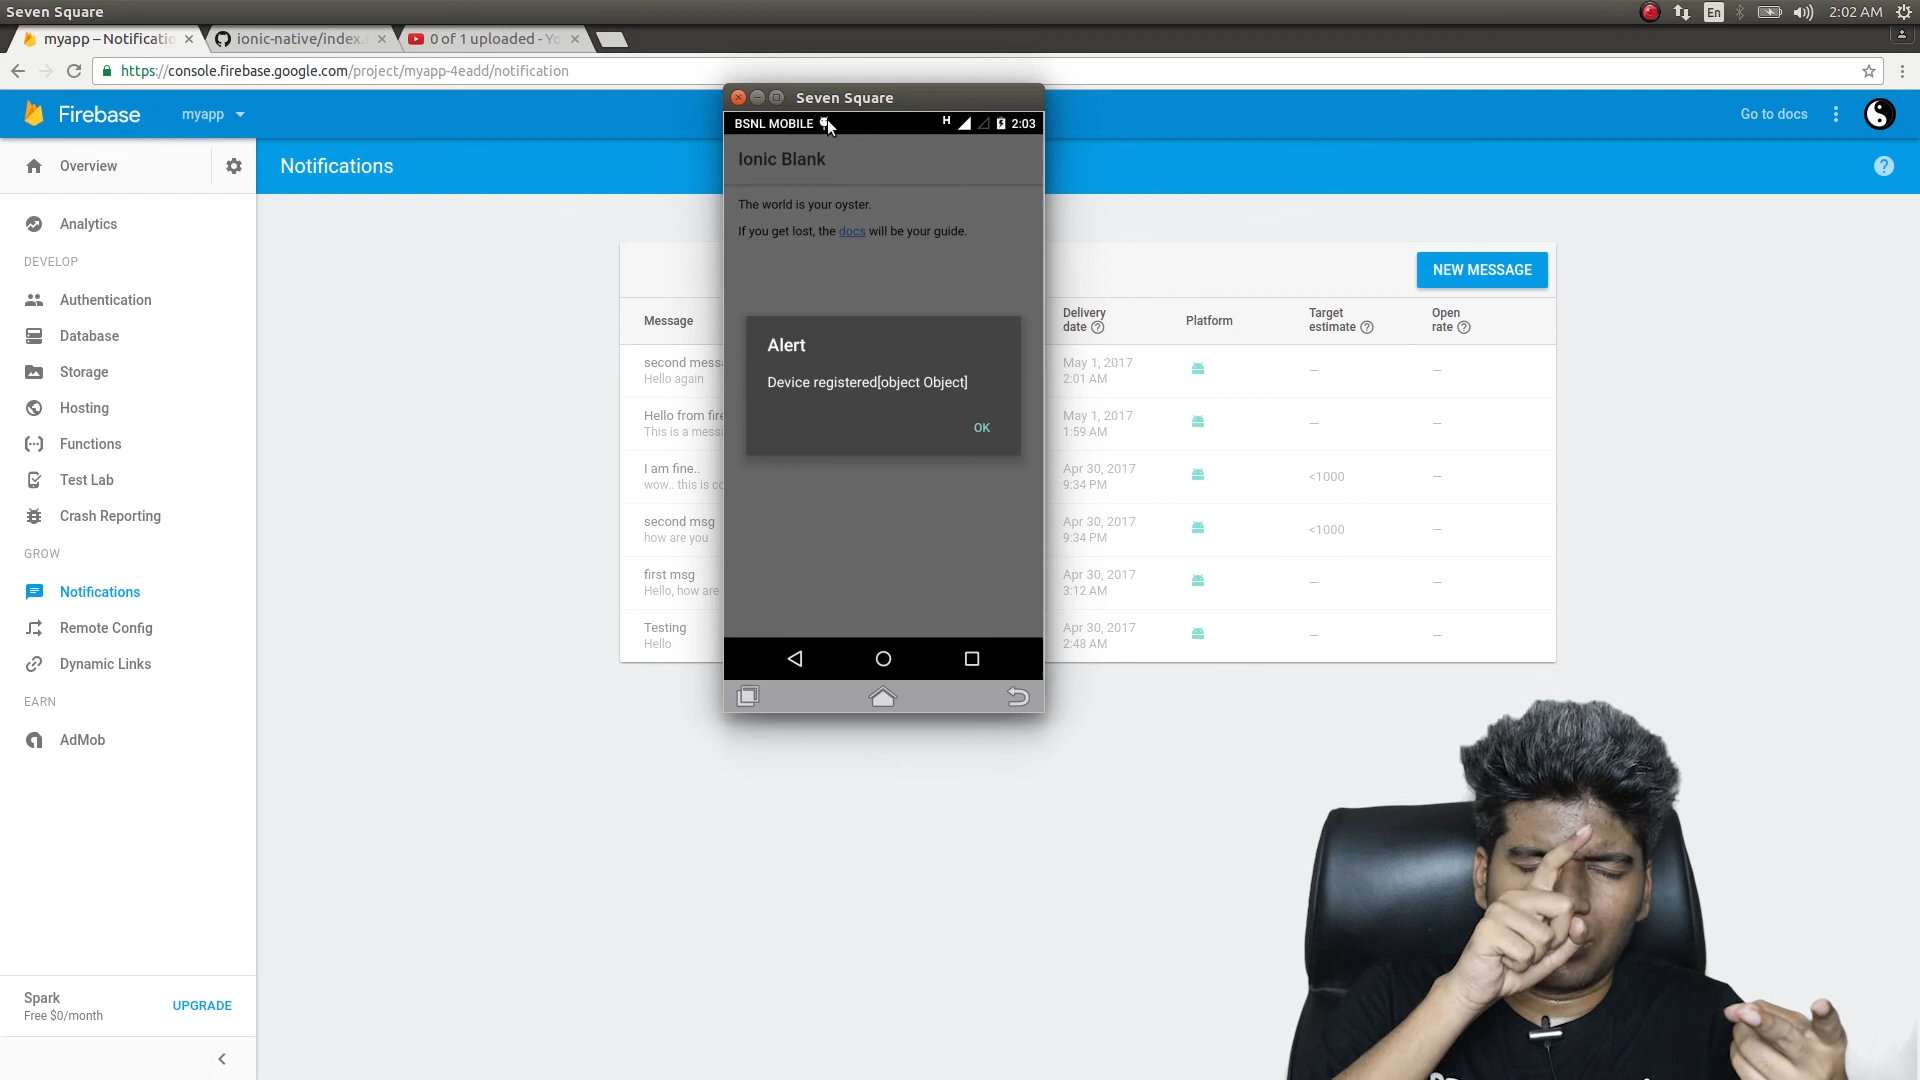 Seven Square
En
2:02 AM
myapp – Notificatio
ionic-native/index.
0 of 1 uploaded - Yo
https://console.firebase.google.com/project/myapp-4eadd/notification
Firebase
myapp
Go to docs
Overview
Notifications
Analytics
DEVELOP
Authentication
Database
Storage
Hosting
Functions
Test Lab
Crash Reporting
GROW
Notifications
Remote Config
Dynamic Links
EARN
AdMob
Spark
Free $0/month
UPGRADE
Seven Square
BSNL MOBILE
H
2:03
Ionic Blank
The world is your oyster.
If you get lost, the docs will be your guide.
Alert
Device registered[object Object]
OK
NEW MESSAGE
Message
Delivery
date
Platform
Target
estimate
Open
rate
second mess
Hello again
May 1, 2017
2:01 AM
—
—
Hello from fire
This is a mess
May 1, 2017
1:59 AM
—
—
I am fine..
wow.. this is co
Apr 30, 2017
9:34 PM
<1000
—
second msg
how are you
Apr 30, 2017
9:34 PM
<1000
—
first msg
Hello, how are
Apr 30, 2017
3:12 AM
—
—
Testing
Hello
Apr 30, 2017
2:48 AM
—
—